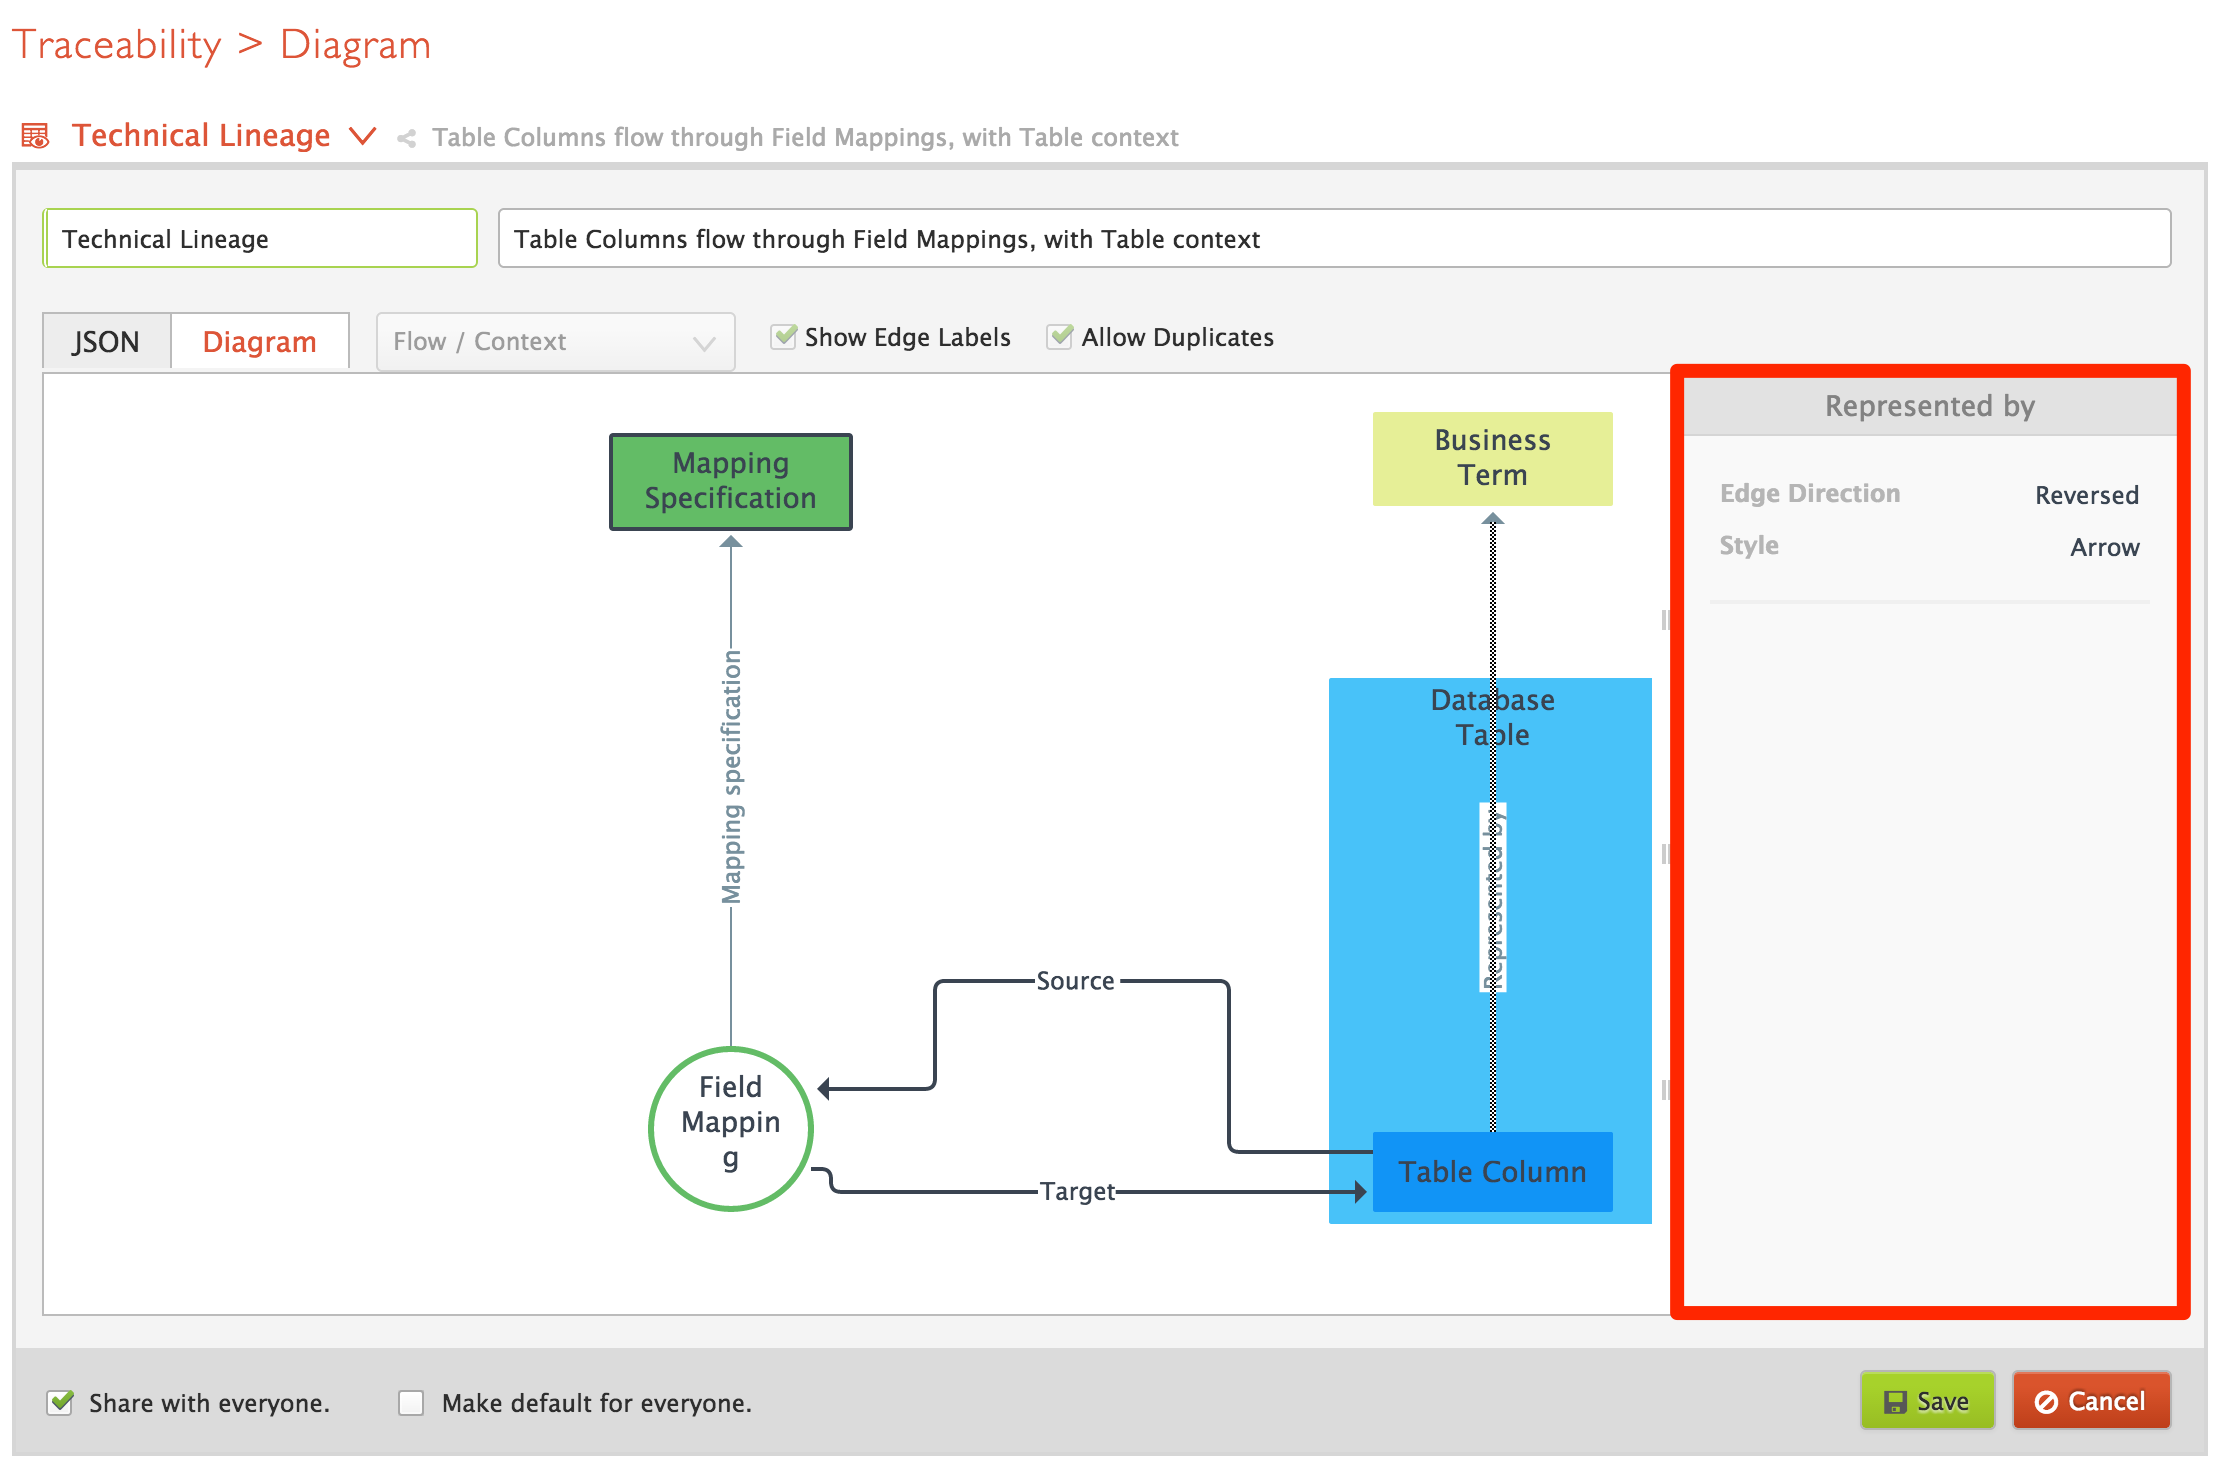 Traceability > Diagram
Technical Lineage
Table Columns flow through Field Mappings, with Table context
Technical Lineage
Table Columns flow through Field Mappings, with Table context
JSON
Diagram
Flow / Context
Show Edge Labels
Allow Duplicates
Mapping
Specification
Business
Term
Mapping specification
Database
Table
Represented by
Source
Field
Mappin
g
Target
Table Column
Represented by
Edge Direction
Reversed
Style
Arrow
Share with everyone.
Make default for everyone.
Save
Cancel